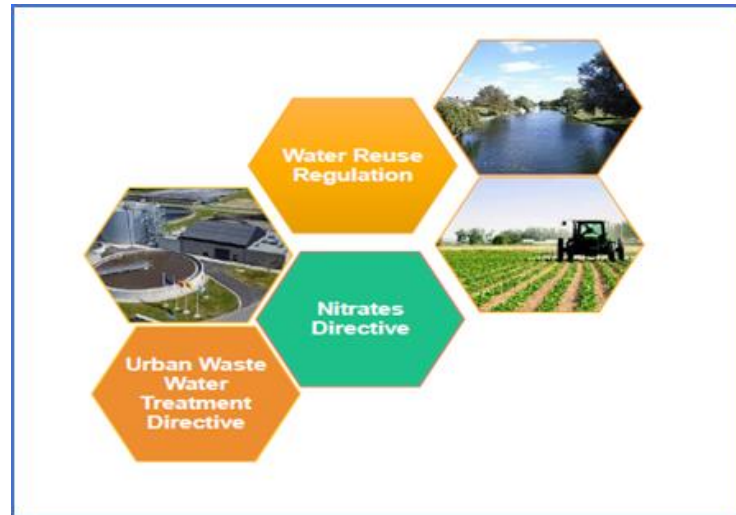 Water Reuse
Regulation
Nitrates
Directive
Urban Waste
Water
Treatment
Directive